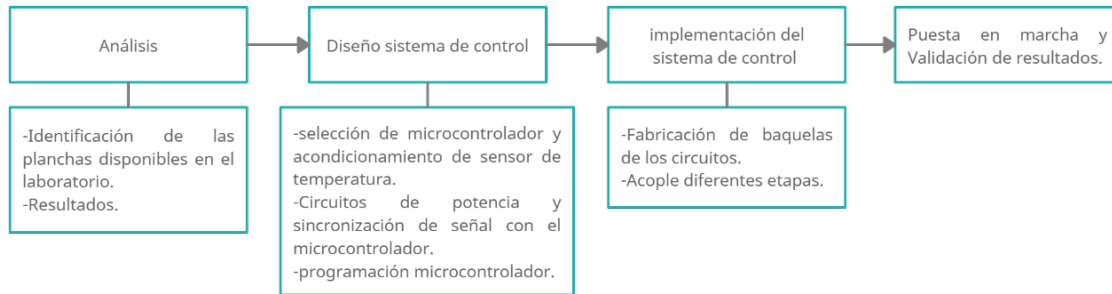 Análisis
Diseño sistema de control
implementación del
sistema de control
Puesta en marcha y
Validación de resultados.
-Identificación de las
planchas disponibles en el
laboratorio.
-Resultados.
-selección de microcontrolador y
acondicionamiento de sensor de
temperatura.
-Circuitos de potencia y
sincronización de señal con el
microcontrolador.
-programación microcontrolador.
-Fabricación de baquelas
de los circuitos.
-Acople diferentes etapas.